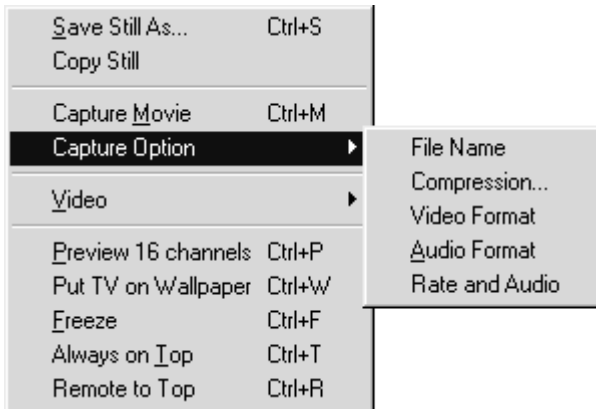 Save Still As... Ctrl+S
Copy Still
Capture Movie Ctrl+M
Capture Option
Video
Preview 16 channels Ctrl+P
Put TV on Wallpaper Ctrl+W
Freeze Ctrl+F
Always on Top Ctrl+T
Remote to Top Ctrl+R
File Name
Compression...
Video Format
Audio Format
Rate and Audio